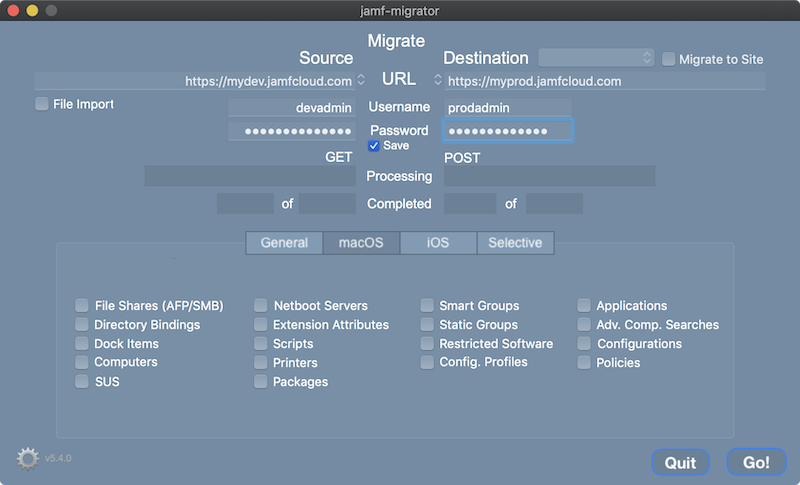 jamf-migrator
Migrate
Source
Destination
Migrate to Site
https://mydev.jamfcloud.com
URL
https://myprod.jamfcloud.com
File Import
devadmin
Username
prodadmin
Password
Save
GET
POST
Processing
of
Completed
of
General
macOS
iOS
Selective
File Shares (AFP/SMB)
Netboot Servers
Smart Groups
Applications
Directory Bindings
Extension Attributes
Static Groups
Adv. Comp. Searches
Dock Items
Scripts
Restricted Software
Configurations
Computers
Printers
Config. Profiles
Policies
SUS
Packages
v5.4.0
Quit
Go!